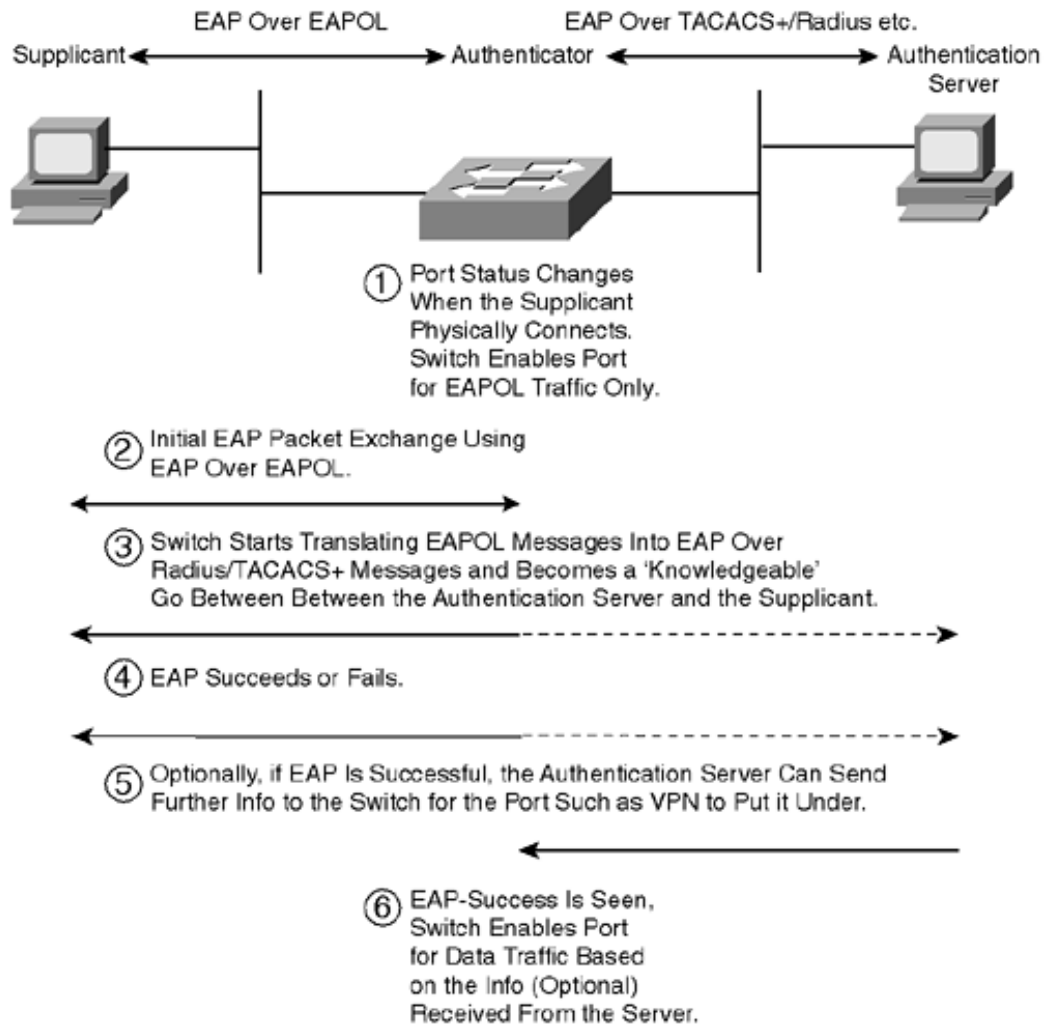 EAP Over EAPOL
EAP Over TACACS+/Radius etc.
Supplicant
Authenticator
Authentication
Server
① Port Status Changes
When the Supplicant
Physically Connects.
Switch Enables Port
for EAPOL Traffic Only.
② Initial EAP Packet Exchange Using
EAP Over EAPOL.
③ Switch Starts Translating EAPOL Messages Into EAP Over
Radius/TACACS+ Messages and Becomes a ‘Knowledgeable’
Go Between Between the Authentication Server and the Supplicant.
④ EAP Succeeds or Fails.
⑤ Optionally, if EAP Is Successful, the Authentication Server Can Send
Further Info to the Switch for the Port Such as VPN to Put it Under.
⑥ EAP-Success Is Seen,
Switch Enables Port
for Data Traffic Based
on the Info (Optional)
Received From the Server.